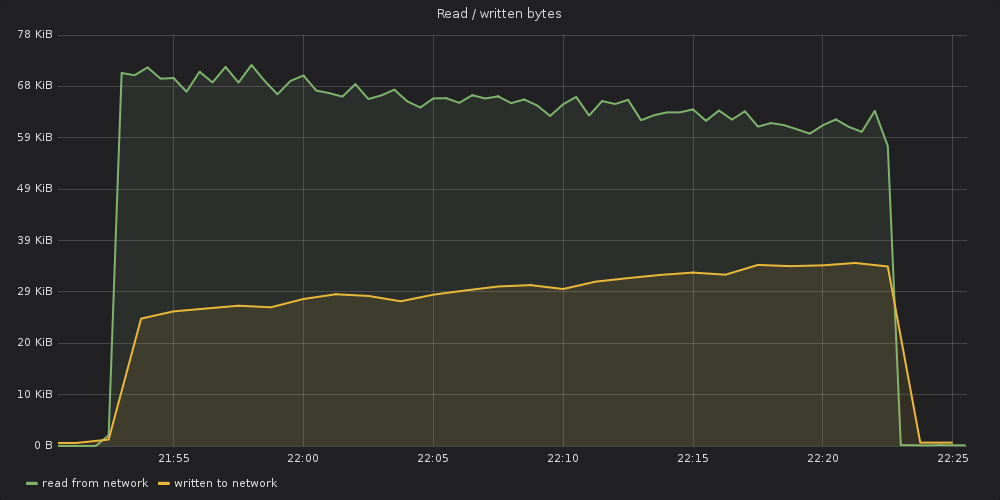 Read / written bytes
78 KiB
68 KiB
59 KiB
49 KiB
39 KiB
29 KiB
20 KiB
10 KiB
0 B
21:55 22:00 22:05 22:10 22:15 22:20 22:25
read from network written to network